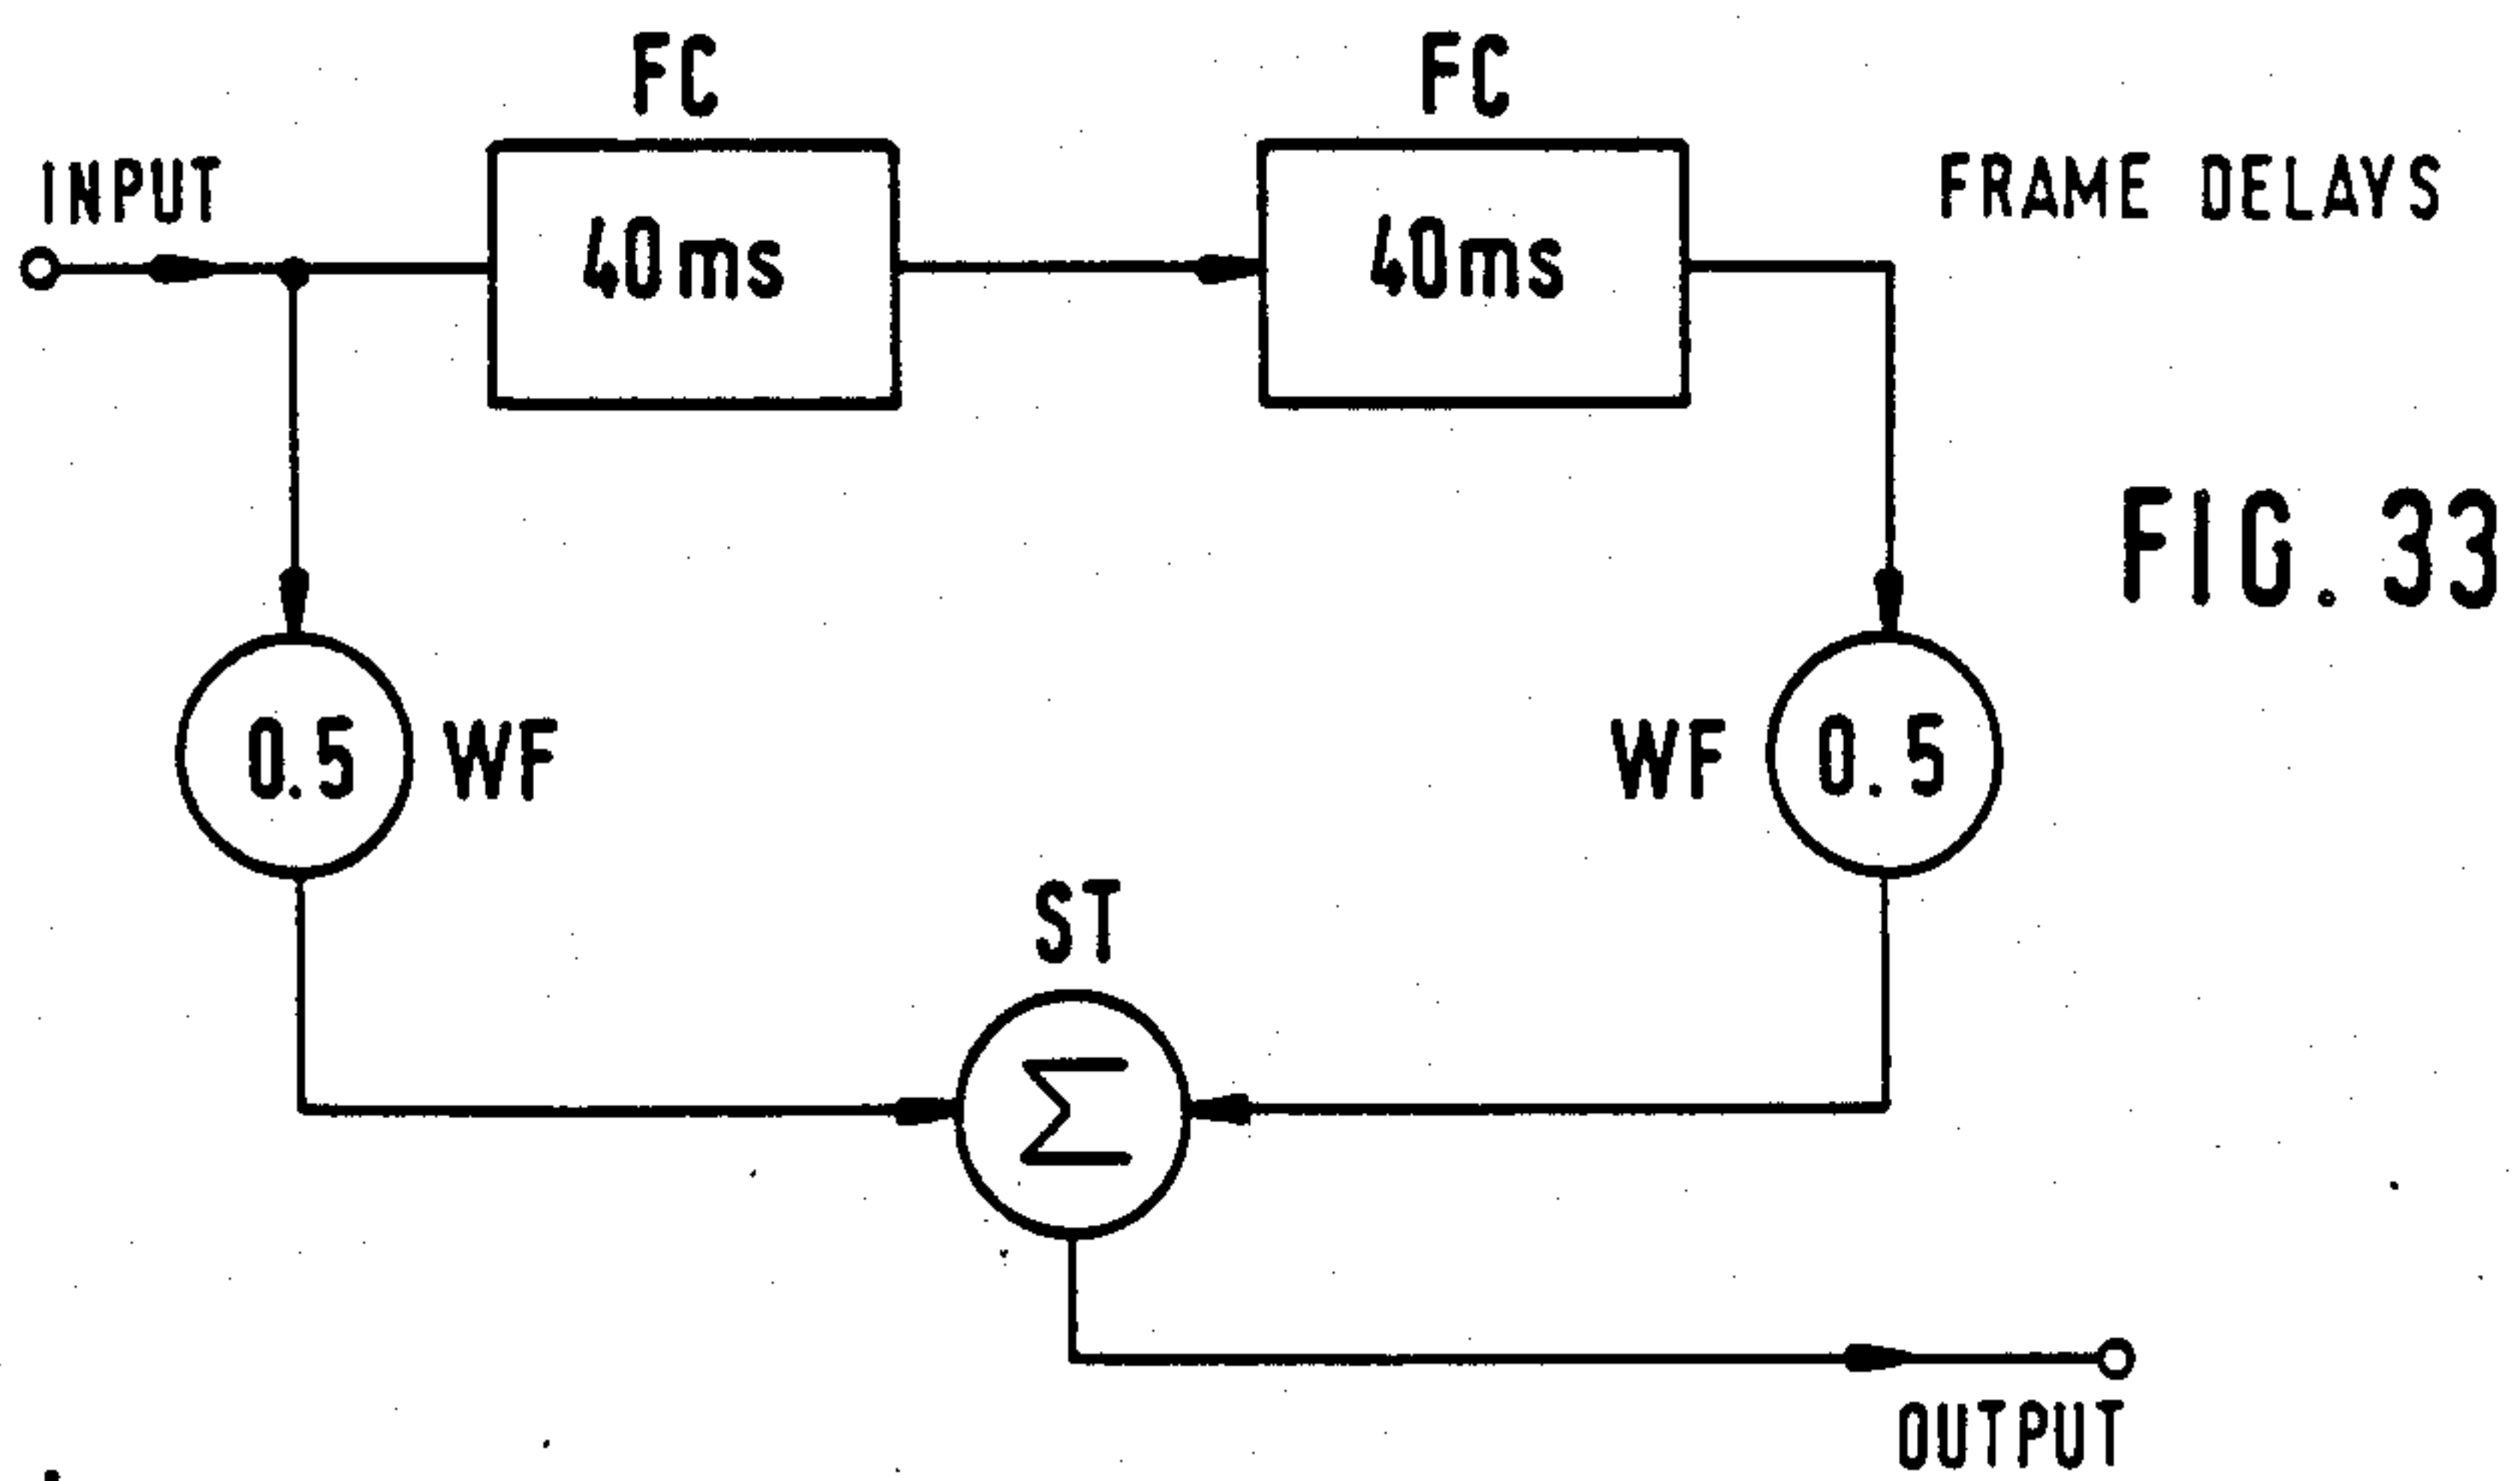 FC
FC
INPUT
FRAME DELAYS
40ms
40ms
FIG. 33
0.5
WF
WF
0.5
ST
Σ
OUTPUT